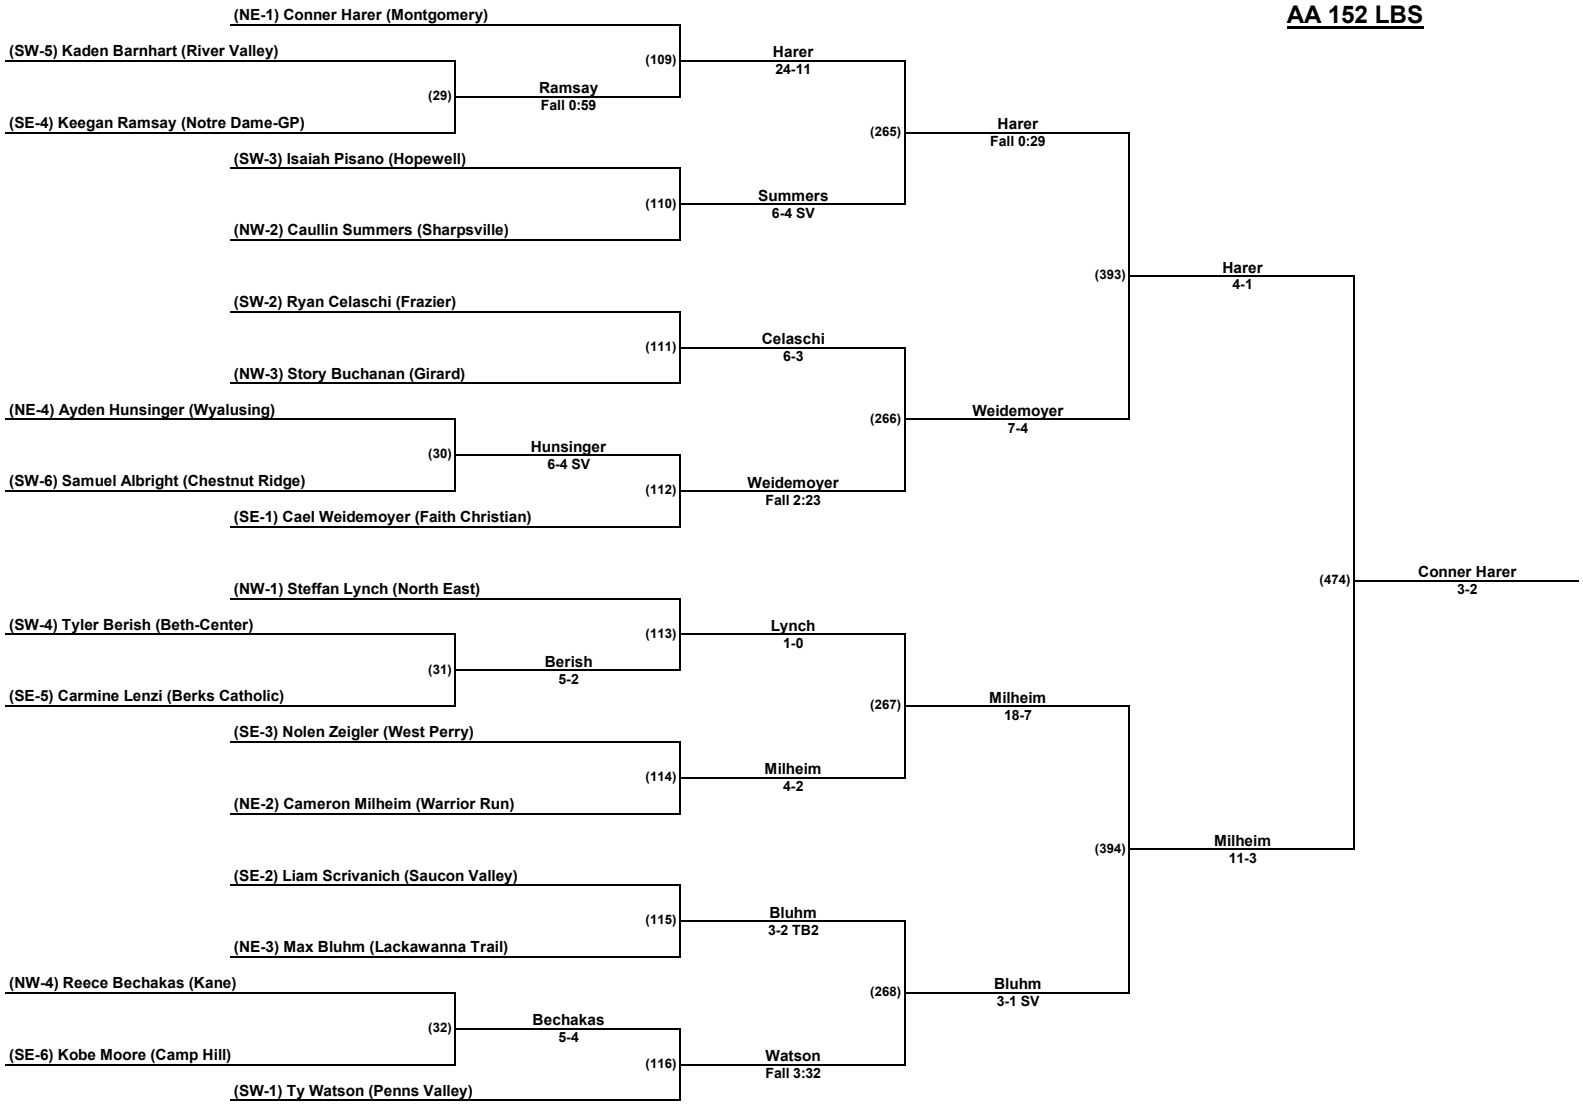 AA 152 LBS
(NE-1) Conner Harer (Montgomery)
(SW-5) Kaden Barnhart (River Valley)
(109)
Harer
24-11
(29)
Ramsay
Fall 0:59
(SE-4) Keegan Ramsay (Notre Dame-GP)
(265)
Harer
Fall 0:29
(SW-3) Isaiah Pisano (Hopewell)
(110)
Summers
6-4 SV
(NW-2) Caullin Summers (Sharpsville)
(393)
Harer
4-1
(SW-2) Ryan Celaschi (Frazier)
(111)
Celaschi
6-3
(NW-3) Story Buchanan (Girard)
(NE-4) Ayden Hunsinger (Wyalusing)
(266)
Weidemoyer
7-4
(30)
Hunsinger
6-4 SV
(SW-6) Samuel Albright (Chestnut Ridge)
(112)
Weidemoyer
Fall 2:23
(SE-1) Cael Weidemoyer (Faith Christian)
(474)
Conner Harer
3-2
(NW-1) Steffan Lynch (North East)
(SW-4) Tyler Berish (Beth-Center)
(113)
Lynch
1-0
(31)
Berish
5-2
(SE-5) Carmine Lenzi (Berks Catholic)
(267)
Milheim
18-7
(SE-3) Nolen Zeigler (West Perry)
(114)
Milheim
4-2
(NE-2) Cameron Milheim (Warrior Run)
(394)
Milheim
11-3
(SE-2) Liam Scrivanich (Saucon Valley)
(115)
Bluhm
3-2 TB2
(NE-3) Max Bluhm (Lackawanna Trail)
(NW-4) Reece Bechakas (Kane)
(268)
Bluhm
3-1 SV
(32)
Bechakas
5-4
(SE-6) Kobe Moore (Camp Hill)
(116)
Watson
Fall 3:32
(SW-1) Ty Watson (Penns Valley)